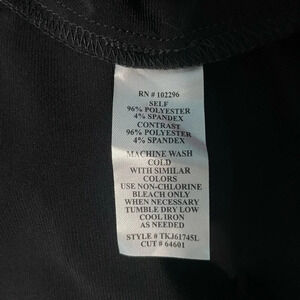 RN # 102296
SELF
96% POLYESTER
4% SPANDEX
CONTRAST
96% POLYESTER
4% SPANDEX
MACHINE WASH
COLD
WITH SIMILAR
COLORS
USE NON-CHLORINE
BLEACH ONLY
WHEN NECESSARY
TUMBLE DRY LOW
COOL IRON
AS NEEDED
STYLE # TKJ61745L
CUT # 64601